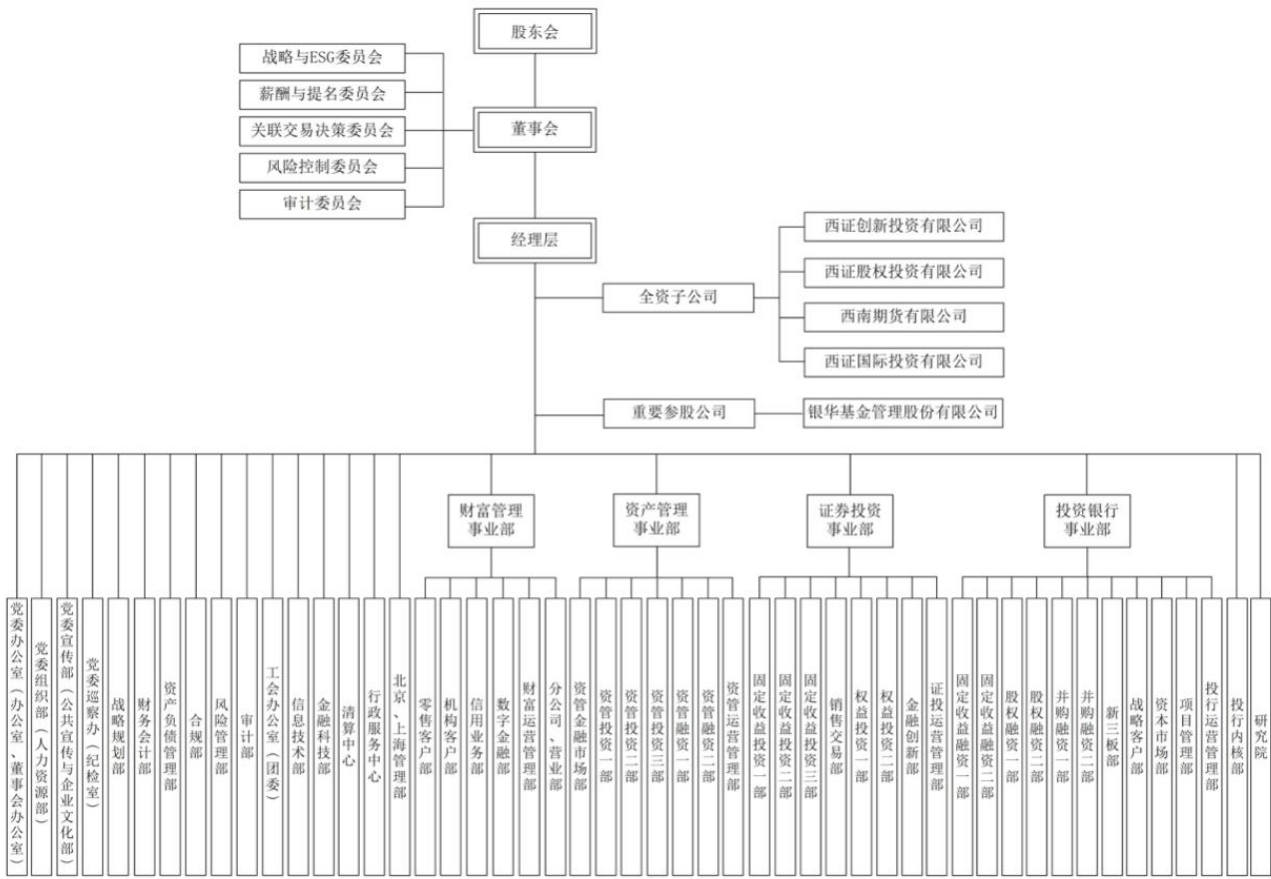 股东会
战略与ESG委员会
薪酬与提名委员会
关联交易决策委员会
风险控制委员会
审计委员会
董事会
经理层
全资子公司
西证创新投资有限公司
西证股权投资有限公司
西南期货有限公司
西证国际投资有限公司
重要参股公司
银华基金管理股份有限公司
财富管理
事业部
资产管理
事业部
证券投资
事业部
投资银行
事业部
党委办公室（办公室、董事会办公室）
党委组织部（人力资源部）
党委宣传部（公共宣传与企业文化部）
党委巡察办（纪检室）
战略规划部
财务会计部
资产负债管理部
合规部
风险管理部
审计部
工会办公室（团委）
信息技术部
金融科技部
清算中心
行政服务中心
北京、上海管理部
零售客户部
机构客户部
信用业务部
数字金融部
财富运营管理部
分公司、营业部
资管金融市场部
资管投资一部
资管投资二部
资管投资三部
资管融资一部
资管融资二部
资管运营管理部
固定收益投资一部
固定收益投资二部
固定收益投资三部
销售交易部
权益投资一部
权益投资二部
金融创新部
证投运营管理部
固定收益融资一部
固定收益融资二部
股权融资一部
股权融资二部
并购融资一部
并购融资二部
新三板部
战略客户部
资本市场部
项目管理部
投行运营管理部
投行内核部
研究院